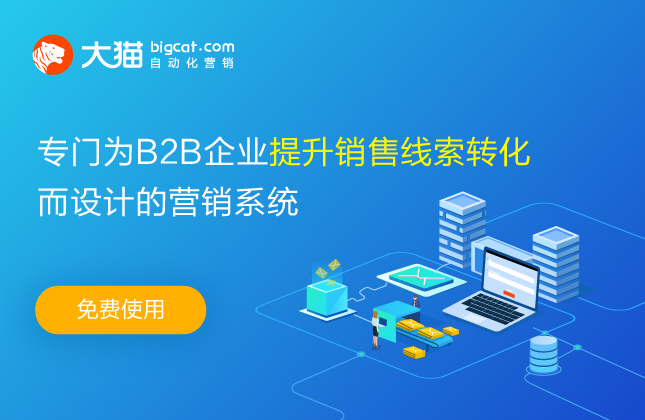 大猫
bigcat.com
自动化营销
专门为B2B企业提升销售线索转化
而设计的营销系统
免费使用